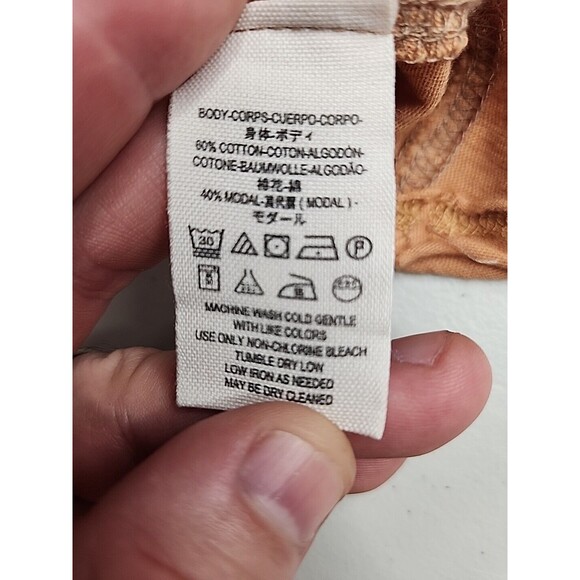 BODY-CORPS-CUERPO-CORPO-
身体-ボディ
60% COTTON-COTON-ALGODÓN-
COTONE-BAUMWOLLE-ALGODÃO-
棉花-綿
40% MODAL-莫代爾 ( MODAL ) -
モダール
30 P
MACHINE WASH COLD GENTLE
WITH LIKE COLORS
USE ONLY NON-CHLORINE BLEACH
TUMBLE DRY LOW
LOW IRON AS NEEDED
MAY BE DRY CLEANED